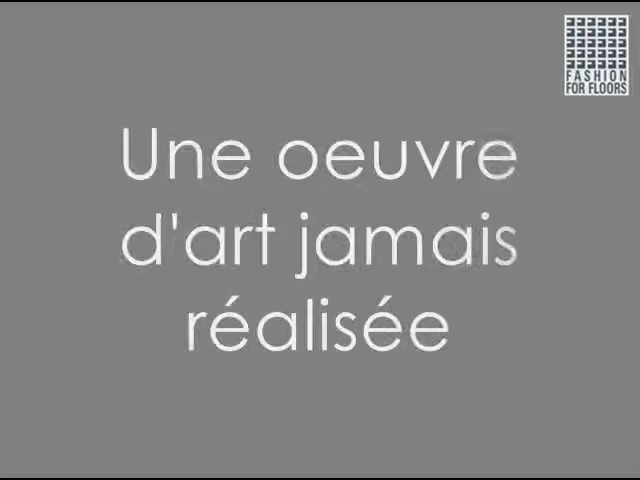 FASHION
FOR FLOORS
Une oeuvre
d'art jamais
réalisée